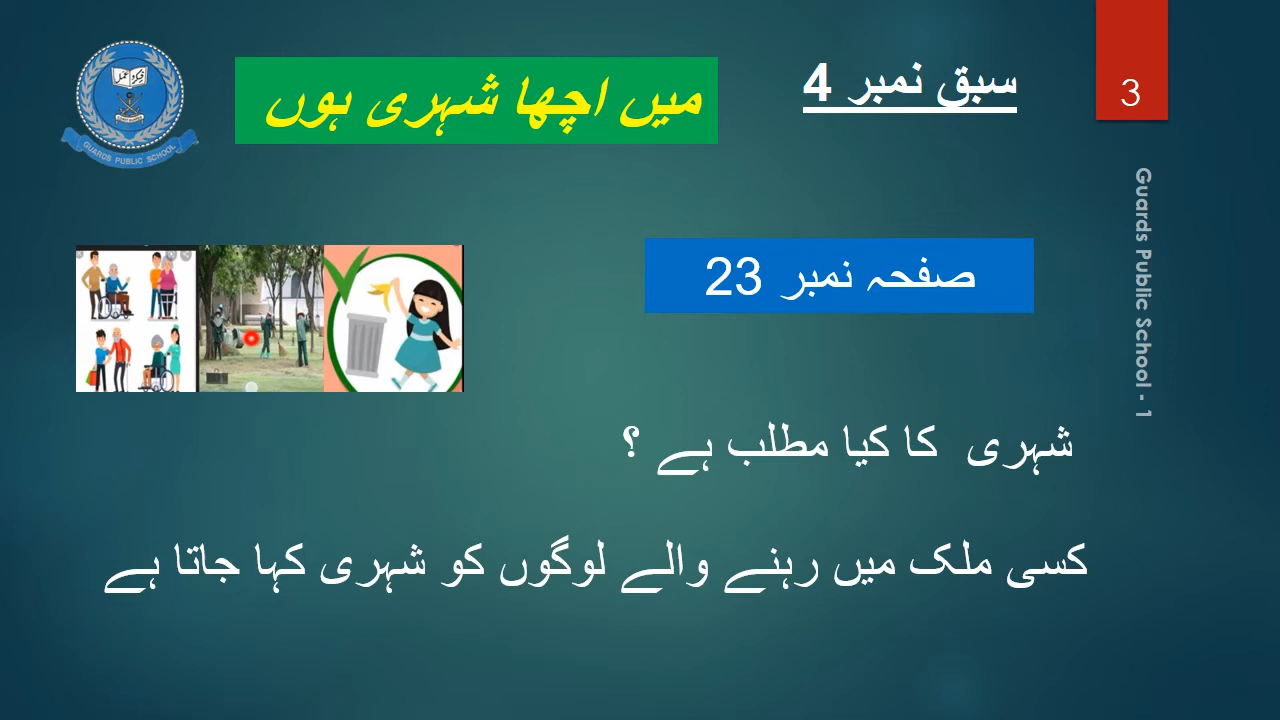 3
سبق نمبر 4
میں اچھا شہری ہوں
GUARDS PUBLIC SCHOOL
Guards Public School - 1
صفحہ نمبر 23
شہری کا کیا مطلب ہے ؟
کسی ملک میں رہنے والے لوگوں کو شہری کہا جاتا ہے